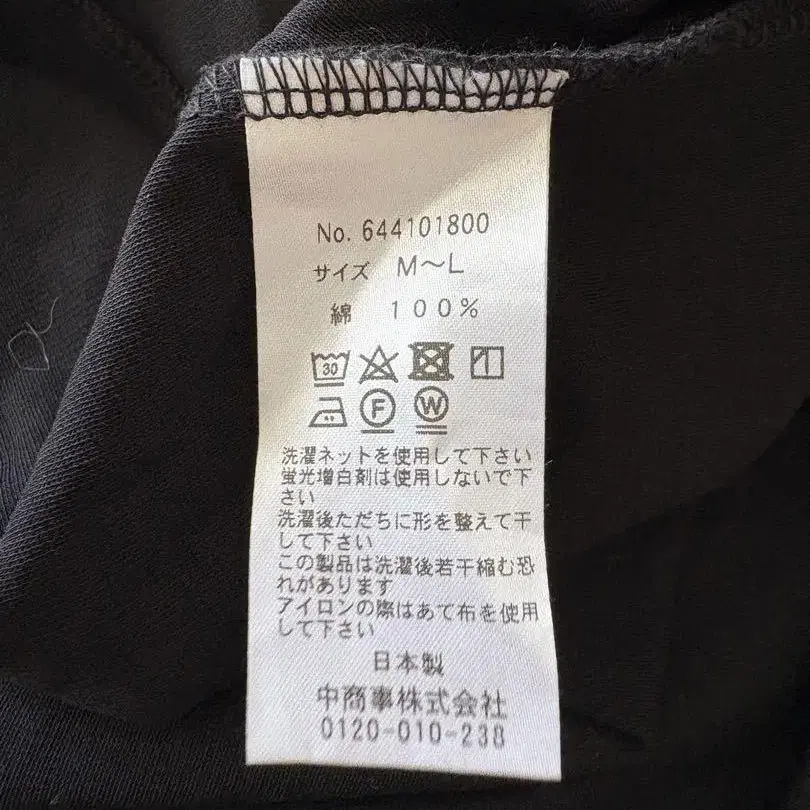 No. 644101800
サイズ M〜L
綿 100%
30
F W
洗濯ネットを使用して下さい
蛍光増白剤は使用しないで下
さい
洗濯後ただちに形を整えて干
して下さい
この製品は洗濯後若干縮む恐
れがあります
アイロンの際はあて布を使用
して下さい
日本製
中商事株式会社
0120-010-238